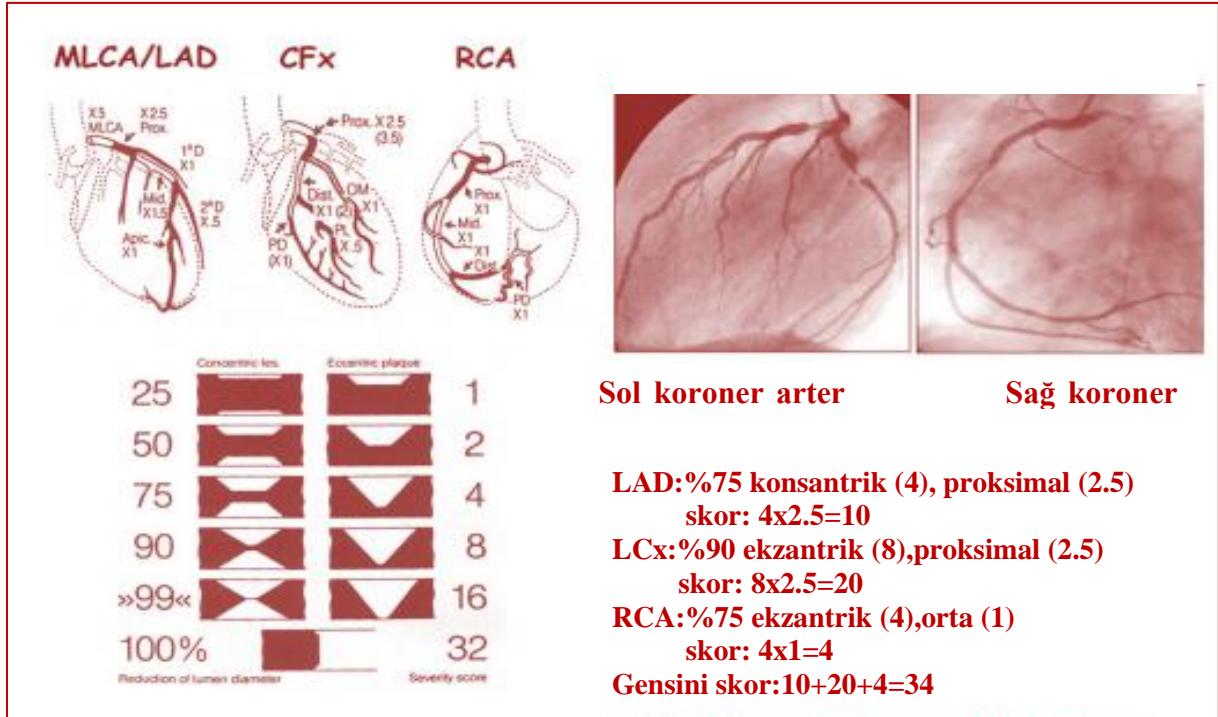 MLCA/LAD CFx RCA
X5
MLCA
X2.5
Prox.
1°D
X1
Mid.
X1.5
2°D
X.5
Apic.
X1
Prox. X2.5
(3.5)
Dist.
X1 (2)
OM
X1
PL
X.5
PD
(X1)
Prox.
X1
Mid.
X1
X1
Dist.
PD
X1
Concentric les. Eccentric plaque
25 1
50 2
75 4
90 8
»99« 16
100% 32
Reduction of lumen diameter Severity score
Sol koroner arter Sağ koroner
LAD:%75 konsantrik (4), proksimal (2.5)
skor: 4x2.5=10
LCx:%90 ekzantrik (8),proksimal (2.5)
skor: 8x2.5=20
RCA:%75 ekzantrik (4),orta (1)
skor: 4x1=4
Gensini skor:10+20+4=34